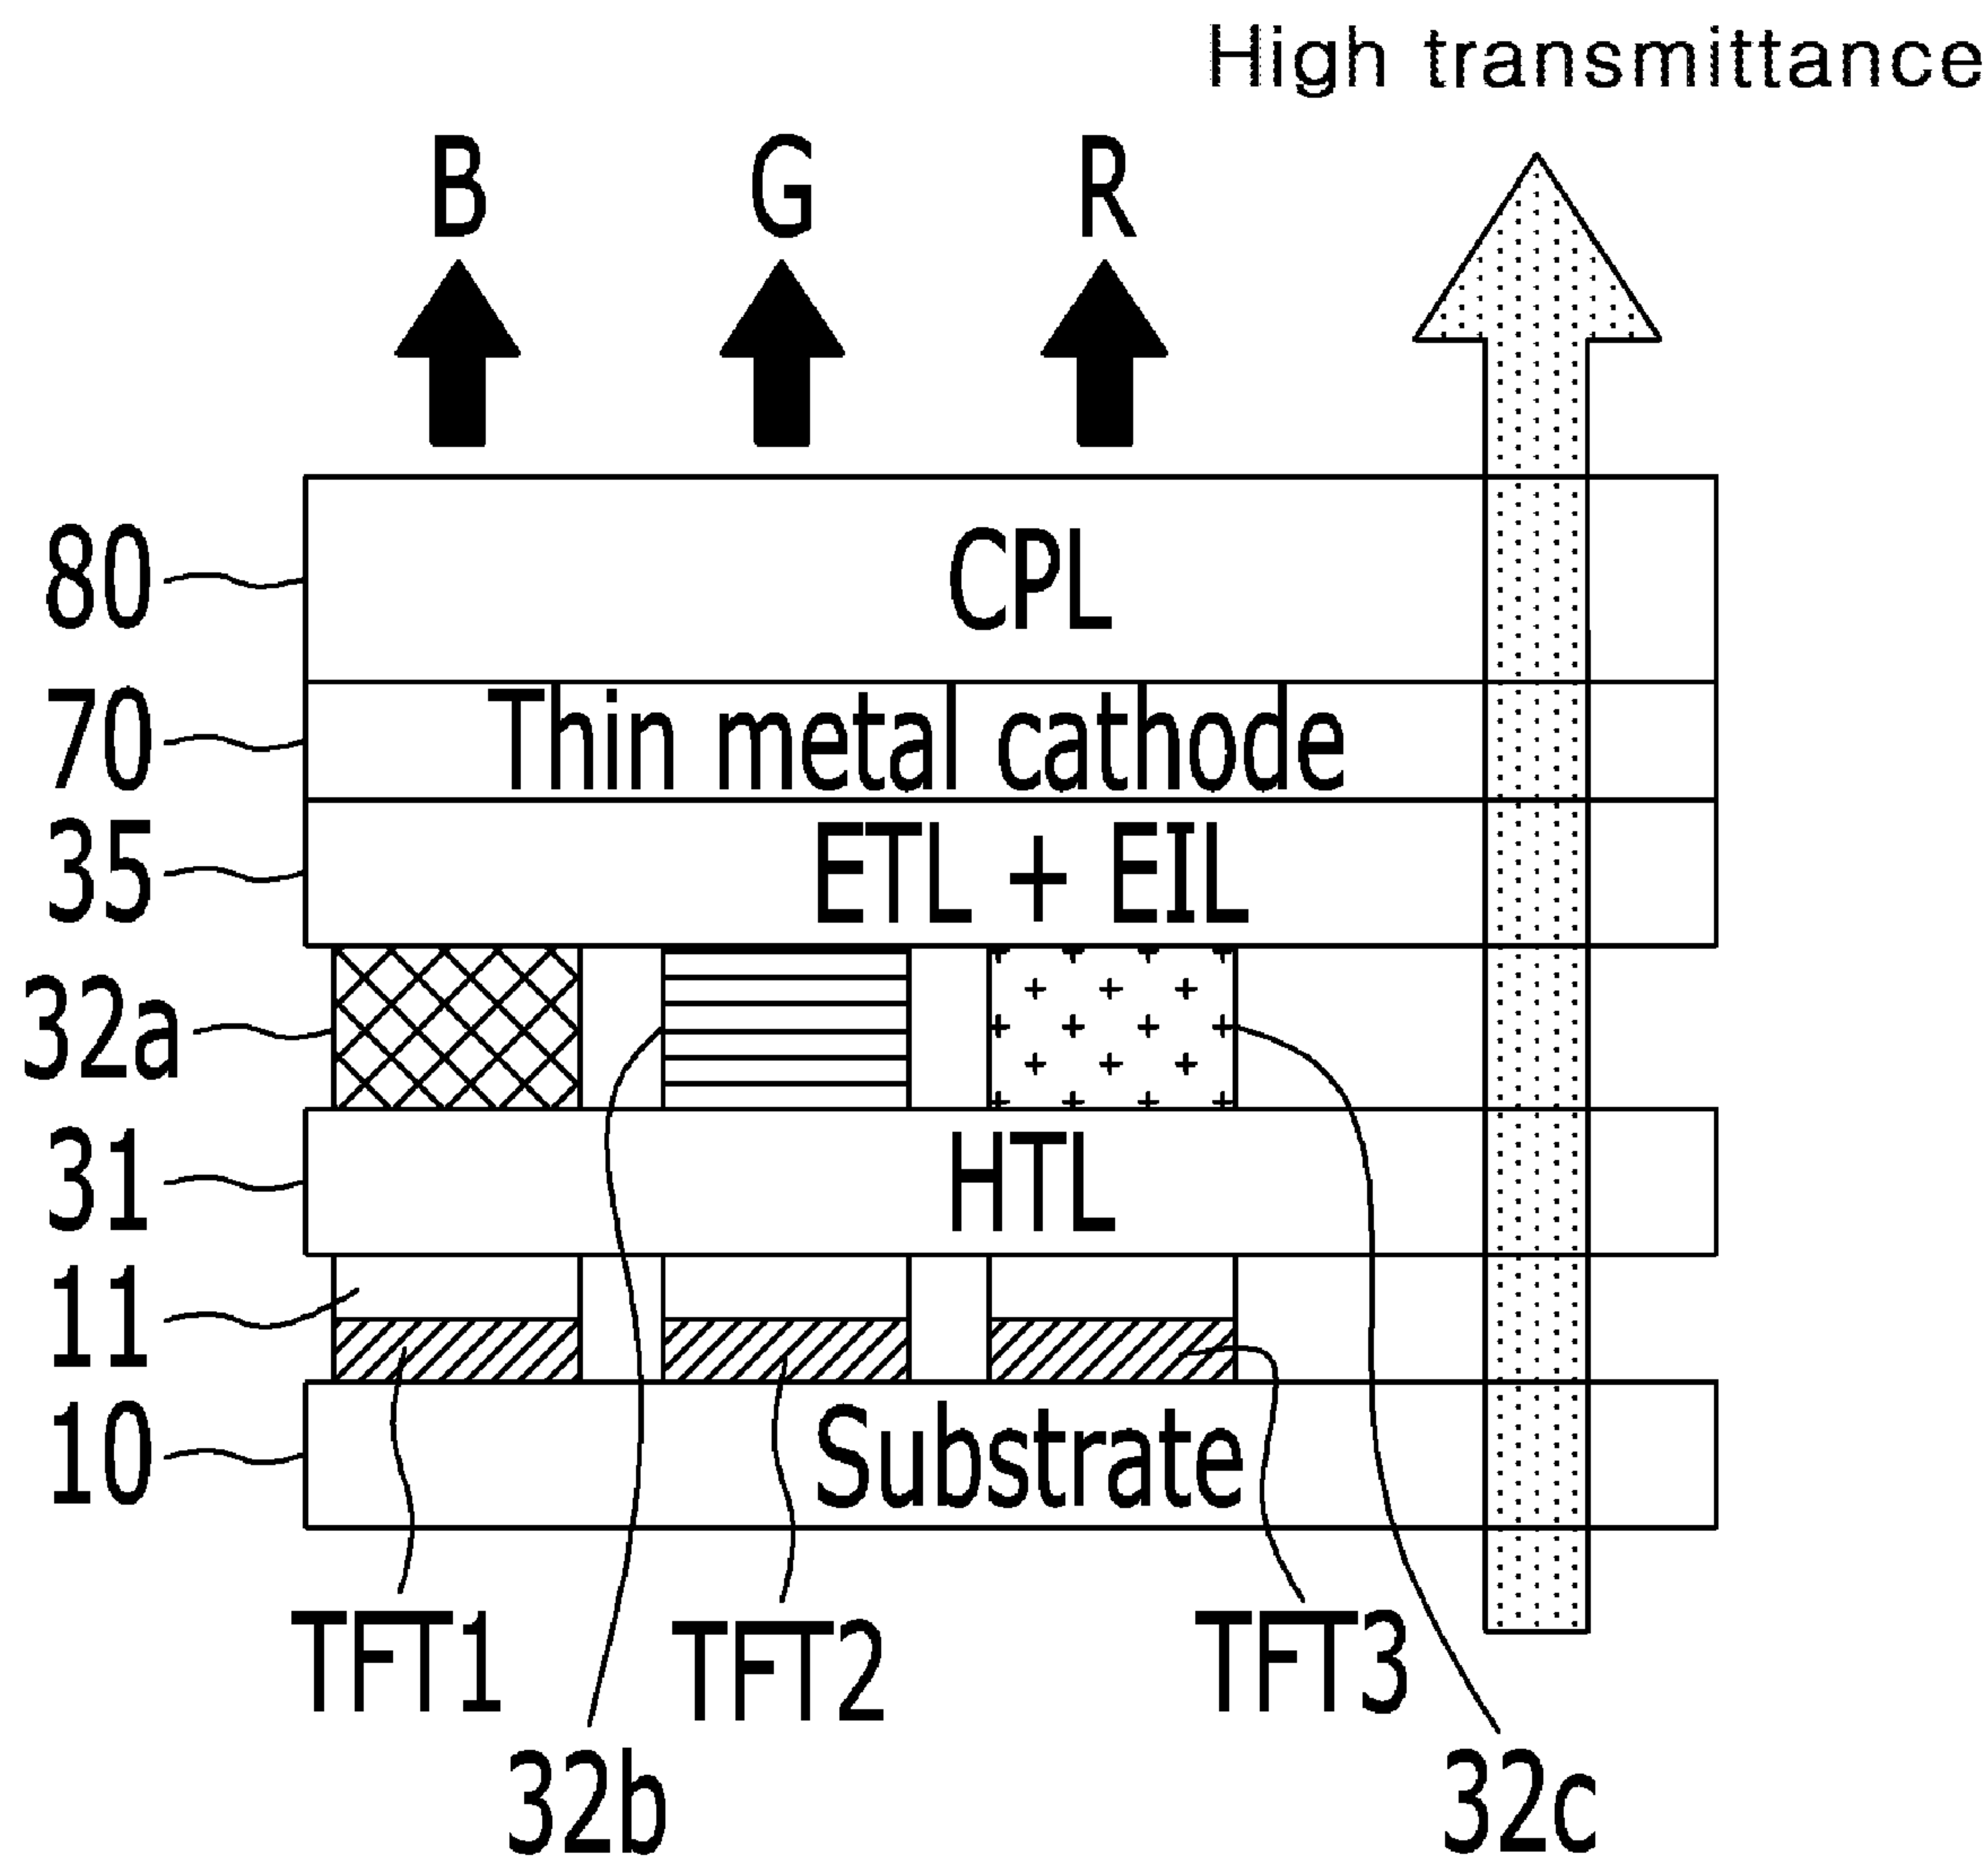 High transmittance
B G R
80 CPL
70 Thin metal cathode
35 ETL + EIL
32a
31 HTL
11
10 Substrate
TFT1 TFT2 TFT3
32b 32c